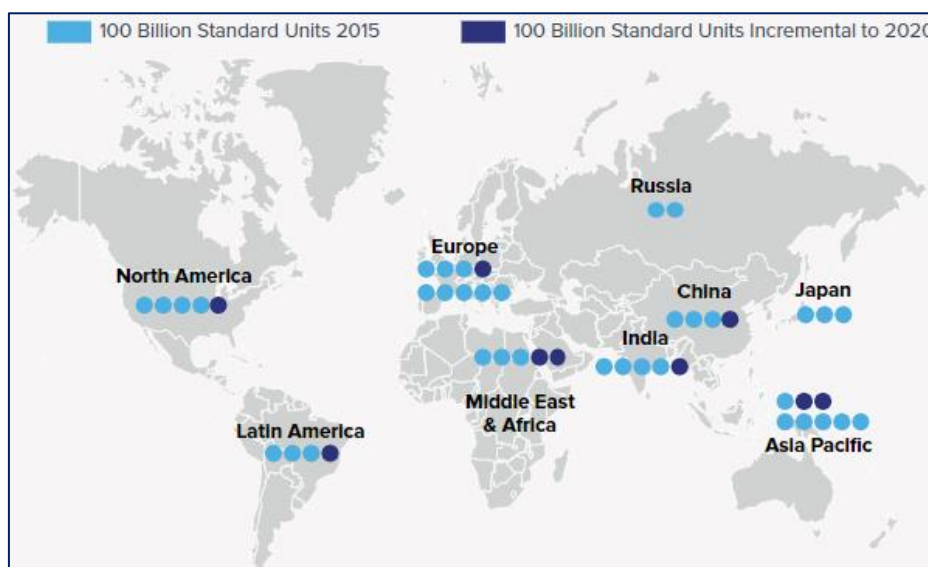 100 Billion Standard Units 2015
100 Billion Standard Units Incremental to 2020
Russia
Europe
North America
China
Japan
India
Middle East
& Africa
Latin America
Asia Pacific